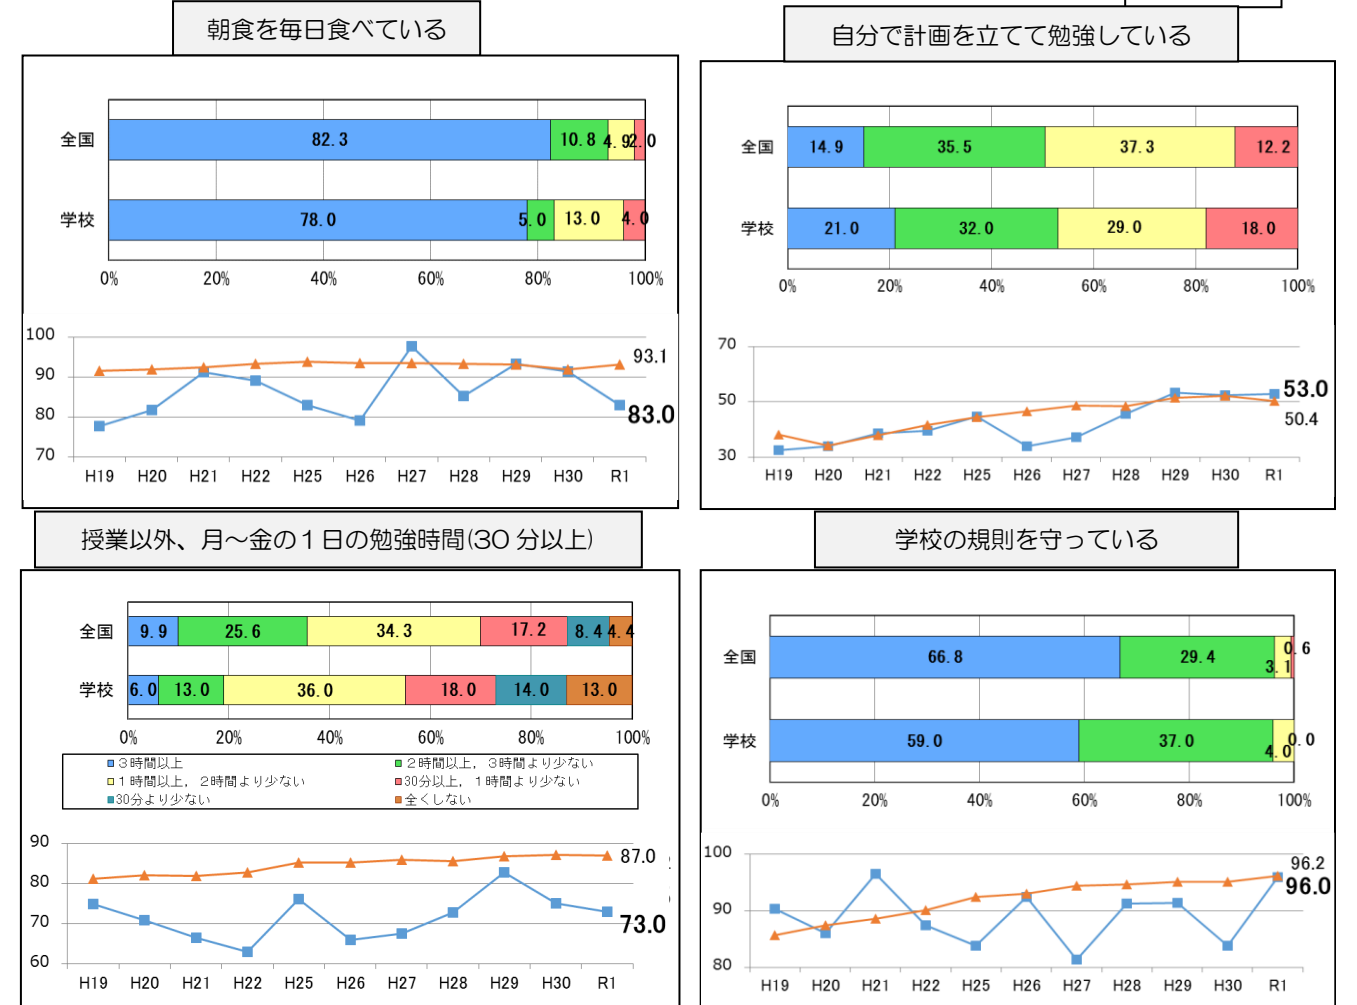 朝食を毎日食べている
全国 82.3 10.8 4.9 2.0
学校 78.0 5.0 13.0 4.0
0% 20% 40% 60% 80% 100%
100
90
80
70
93.1
83.0
H19 H20 H21 H22 H25 H26 H27 H28 H29 H30 R1
自分で計画を立てて勉強している
全国 14.9 35.5 37.3 12.2
学校 21.0 32.0 29.0 18.0
0% 20% 40% 60% 80% 100%
70
50
30
53.0
50.4
H19 H20 H21 H22 H25 H26 H27 H28 H29 H30 R1
授業以外、月～金の１日の勉強時間(30 分以上)
全国 9.9 25.6 34.3 17.2 8.4 4.4
学校 6.0 13.0 36.0 18.0 14.0 13.0
0% 20% 40% 60% 80% 100%
３時間以上 ２時間以上，３時間より少ない
１時間以上，２時間より少ない 30分以上，１時間より少ない
30分より少ない 全くしない
90
80
70
60
87.0
73.0
H19 H20 H21 H22 H25 H26 H27 H28 H29 H30 R1
学校の規則を守っている
全国 66.8 29.4 3.1 0.6
学校 59.0 37.0 4.0 0.0
0% 20% 40% 60% 80% 100%
100
90
80
96.2
96.0
H19 H20 H21 H22 H25 H26 H27 H28 H29 H30 R1